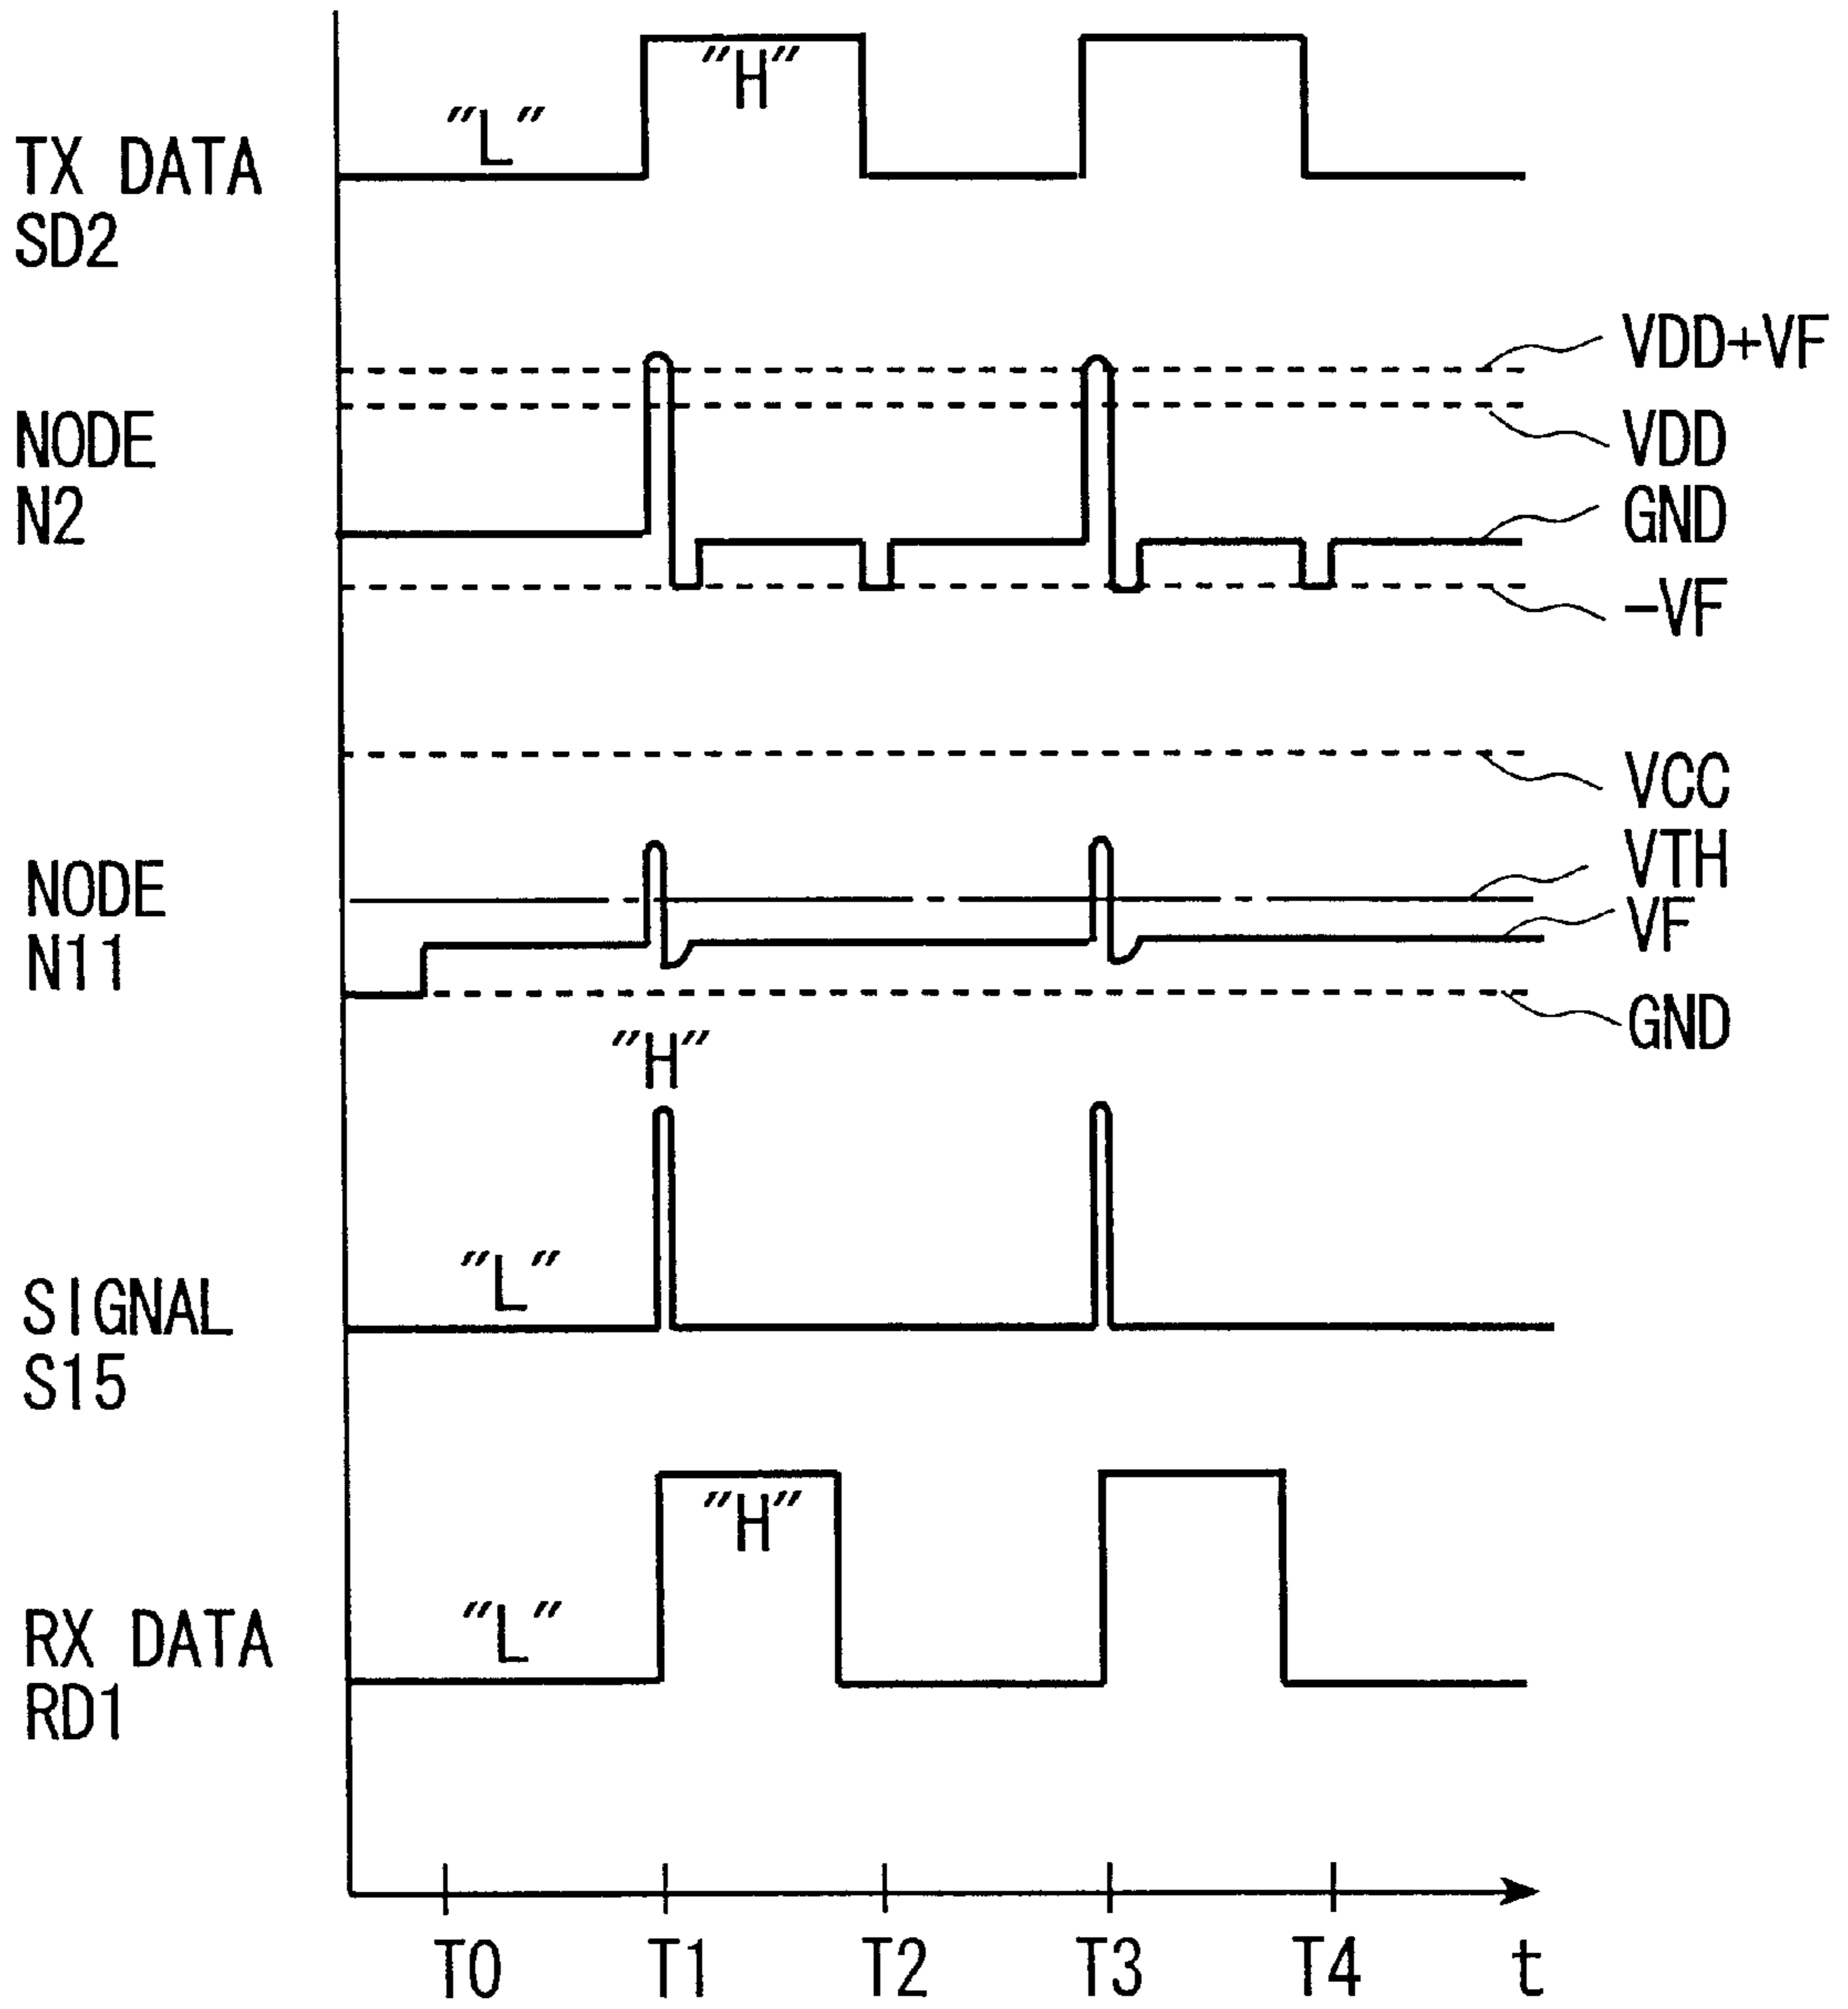 "H"
"L"
TX DATA
SD2
VDD+VF
VDD
NODE
N2
GND
-VF
VCC
VTH
NODE
N11
VF
GND
"H"
"L"
SIGNAL
S15
"H"
"L"
RX DATA
RD1
T0 T1 T2 T3 T4 t